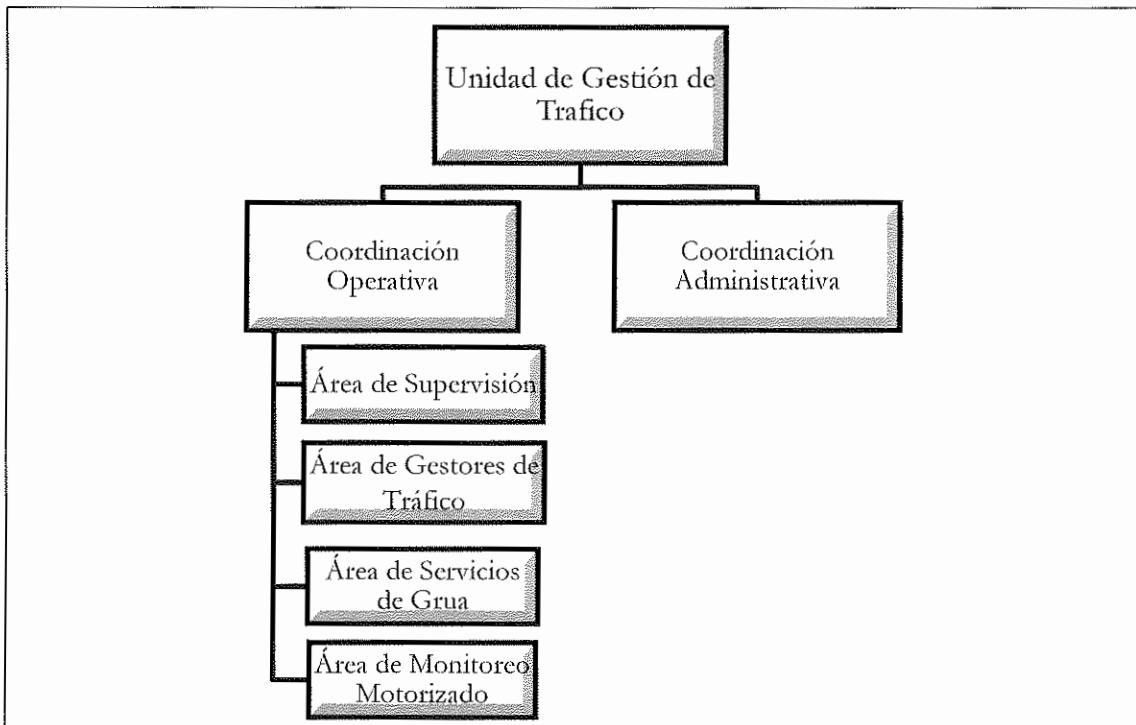 Unidad de Gestión de
Trafico
Coordinación
Operativa
Coordinación
Administrativa
Área de Supervisión
Área de Gestores de
Tráfico
Área de Servicios
de Grua
Área de Monitoreo
Motorizado